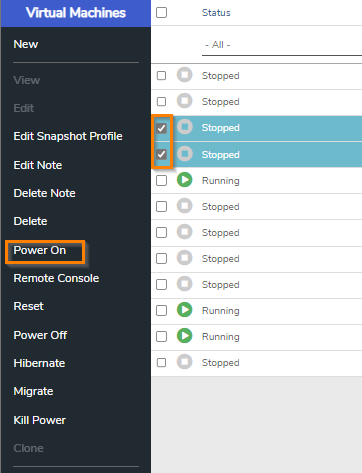 Virtual Machines
New
View
Edit
Edit Snapshot Profile
Edit Note
Delete Note
Delete
Power On
Remote Console
Reset
Power Off
Hibernate
Migrate
Kill Power
Clone
Status
- All -
Stopped
Stopped
Stopped
Stopped
Running
Stopped
Stopped
Stopped
Stopped
Running
Running
Stopped